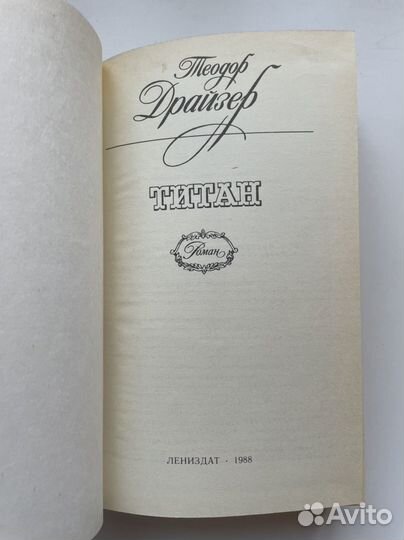 Теодор
Драйзер
ТИТАН
Роман
ЛЕНИЗДАТ · 1988
Avito